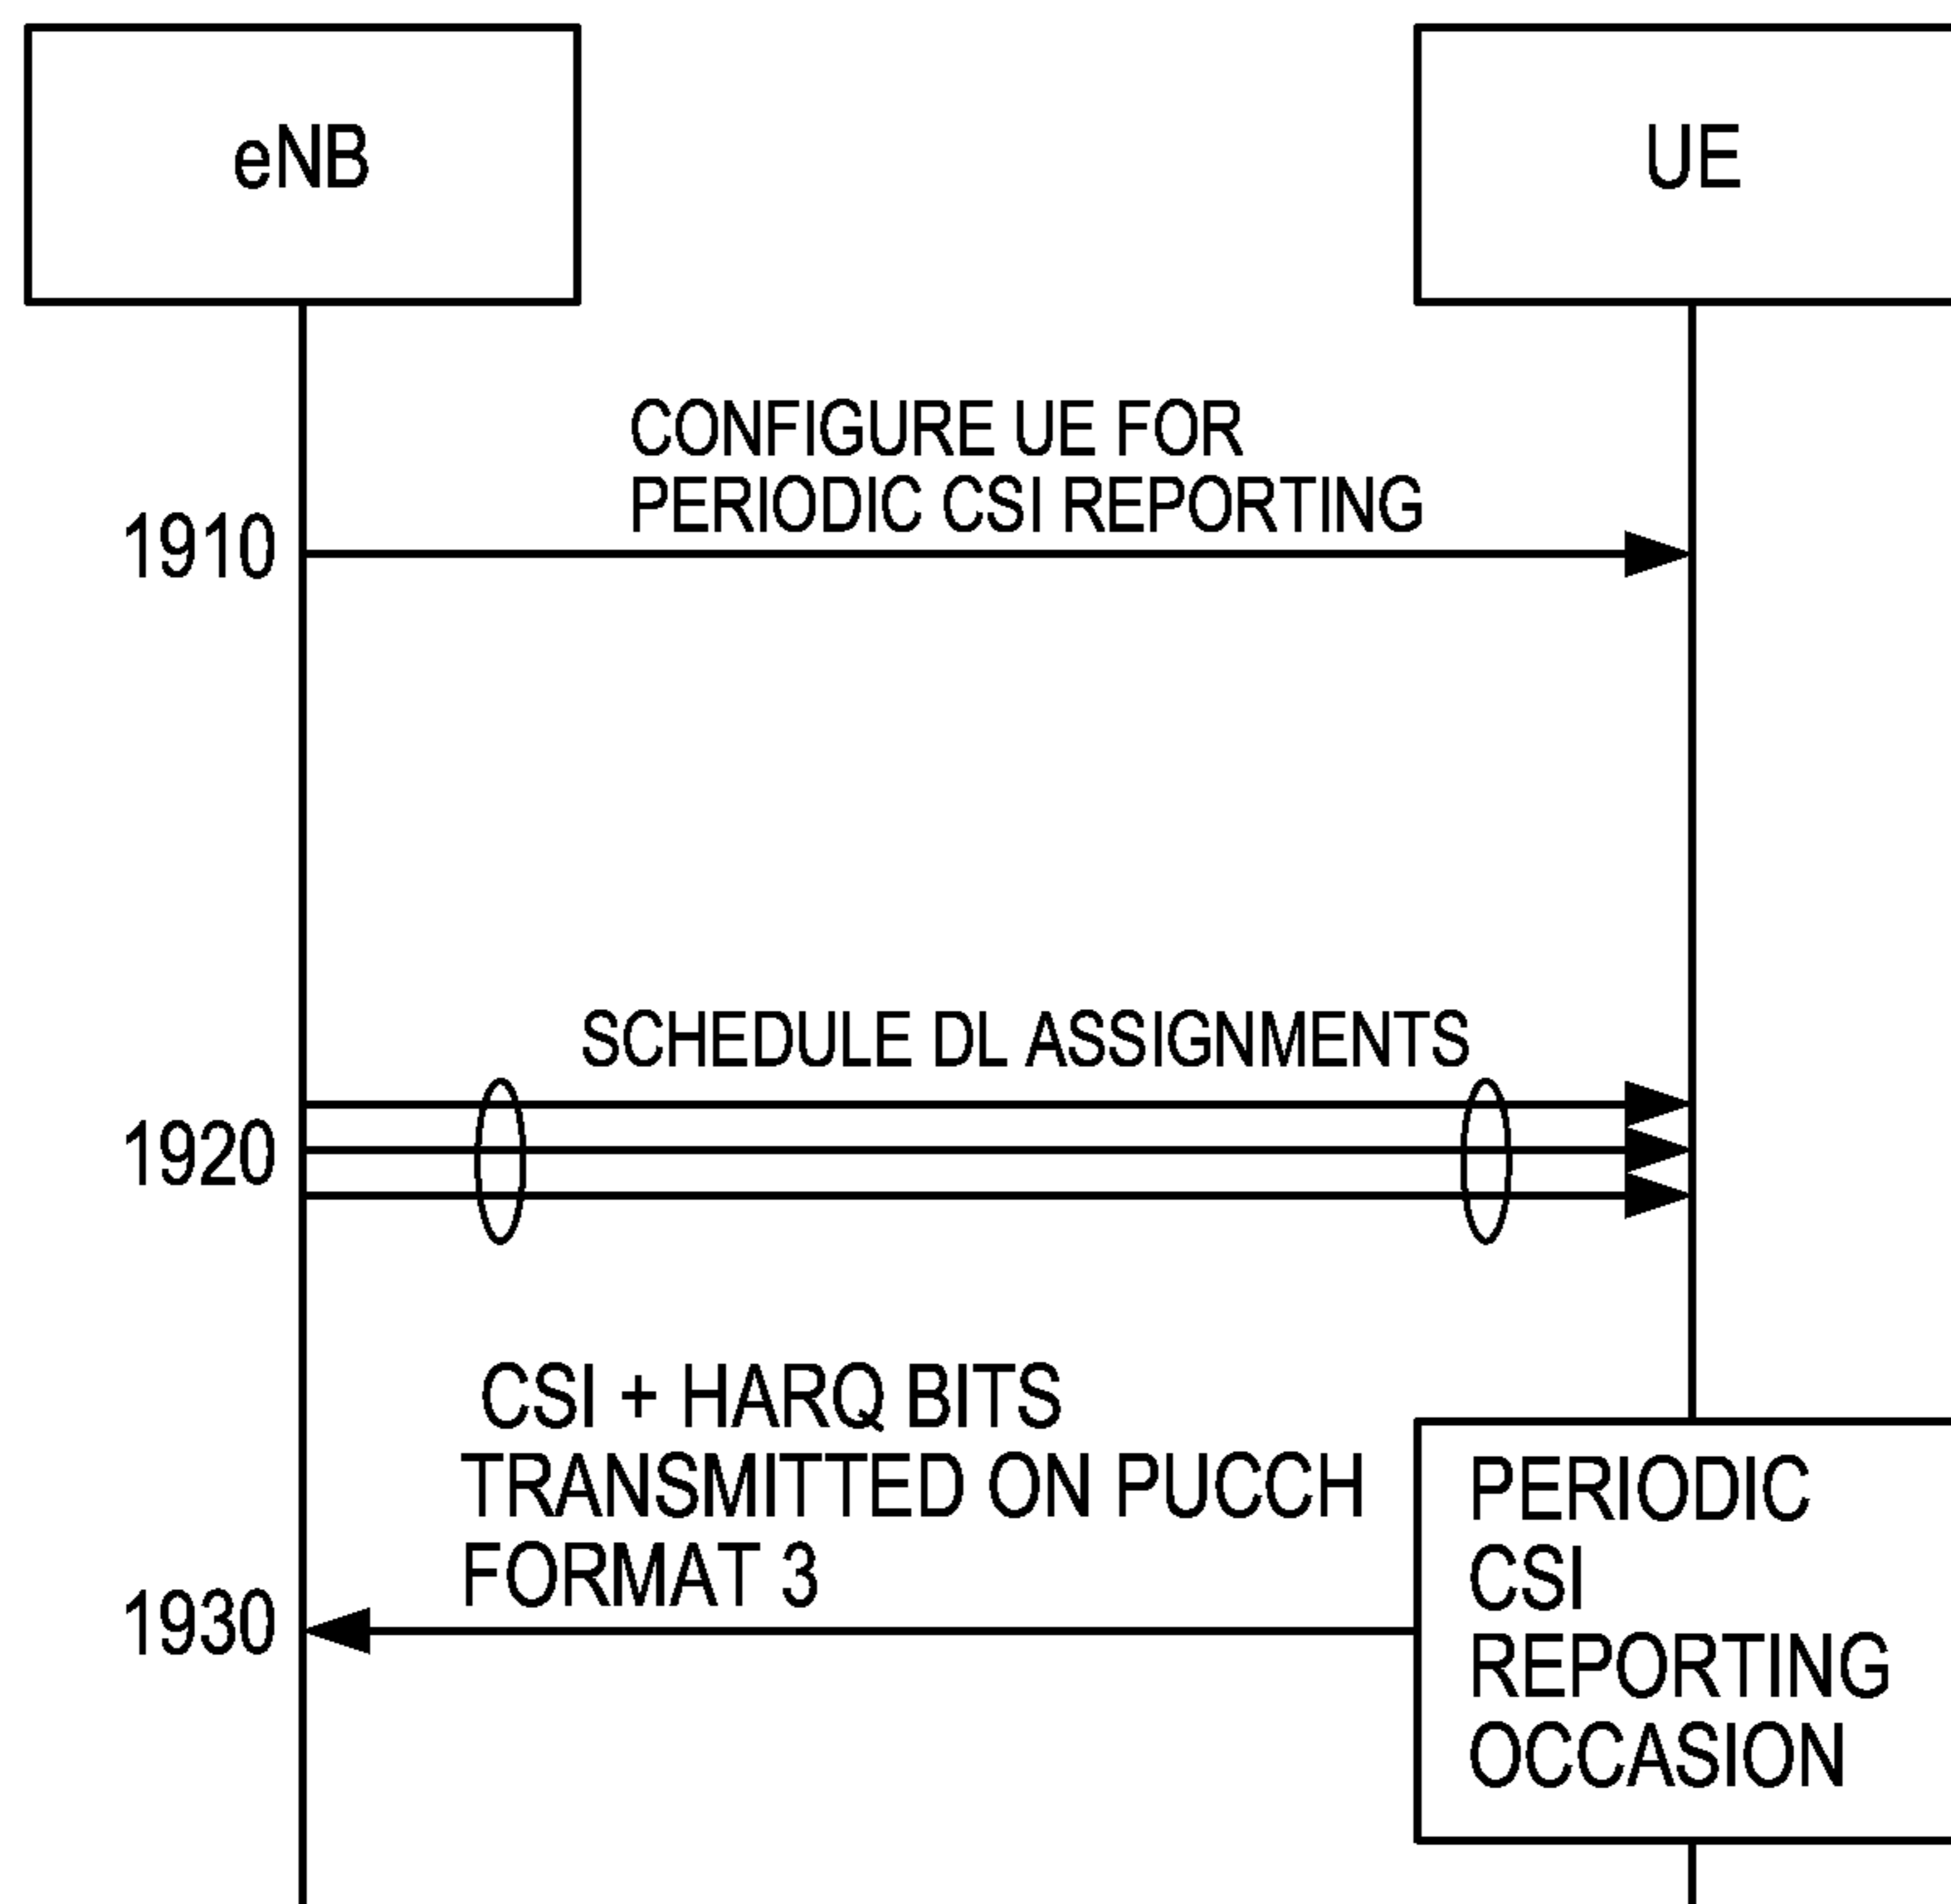 eNB
UE
CONFIGURE UE FOR
PERIODIC CSI REPORTING
1910
SCHEDULE DL ASSIGNMENTS
1920
CSI + HARQ BITS
TRANSMITTED ON PUCCH
FORMAT 3
1930
PERIODIC
CSI
REPORTING
OCCASION